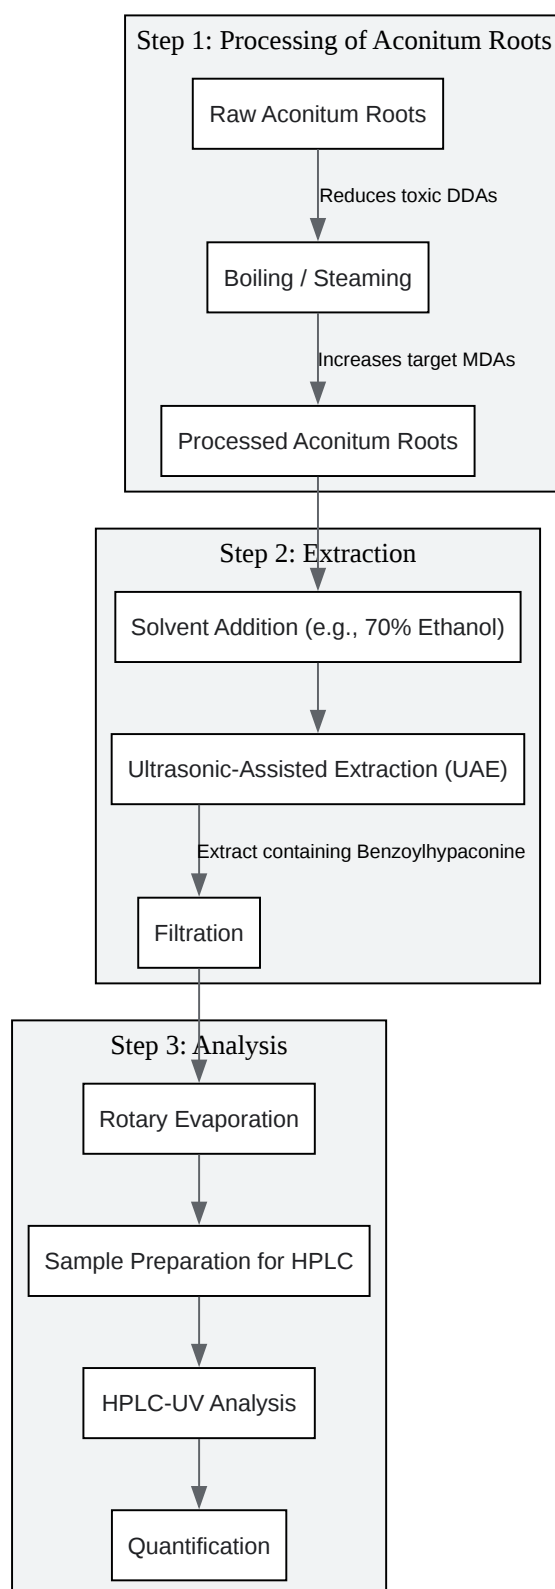 Step 1: Processing of Aconitum Roots
Raw Aconitum Roots
Reduces toxic DDAs
Boiling / Steaming
Increases target MDAs
Processed Aconitum Roots
Step 2: Extraction
Solvent Addition (e.g., 70% Ethanol)
Ultrasonic-Assisted Extraction (UAE)
Extract containing Benzoylhypaconine
Filtration
Step 3: Analysis
Rotary Evaporation
Sample Preparation for HPLC
HPLC-UV Analysis
Quantification